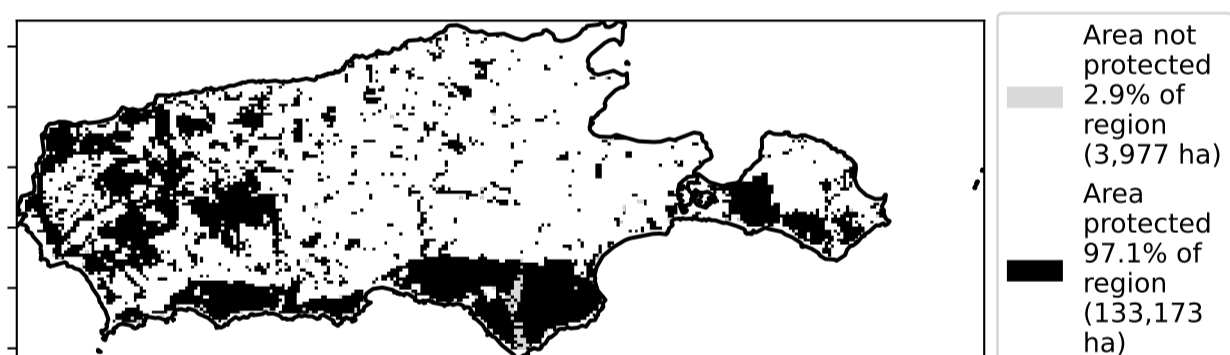 Area not
protected
2.9% of
region
(3,977 ha)
Area
protected
97.1% of
region
(133,173
ha)